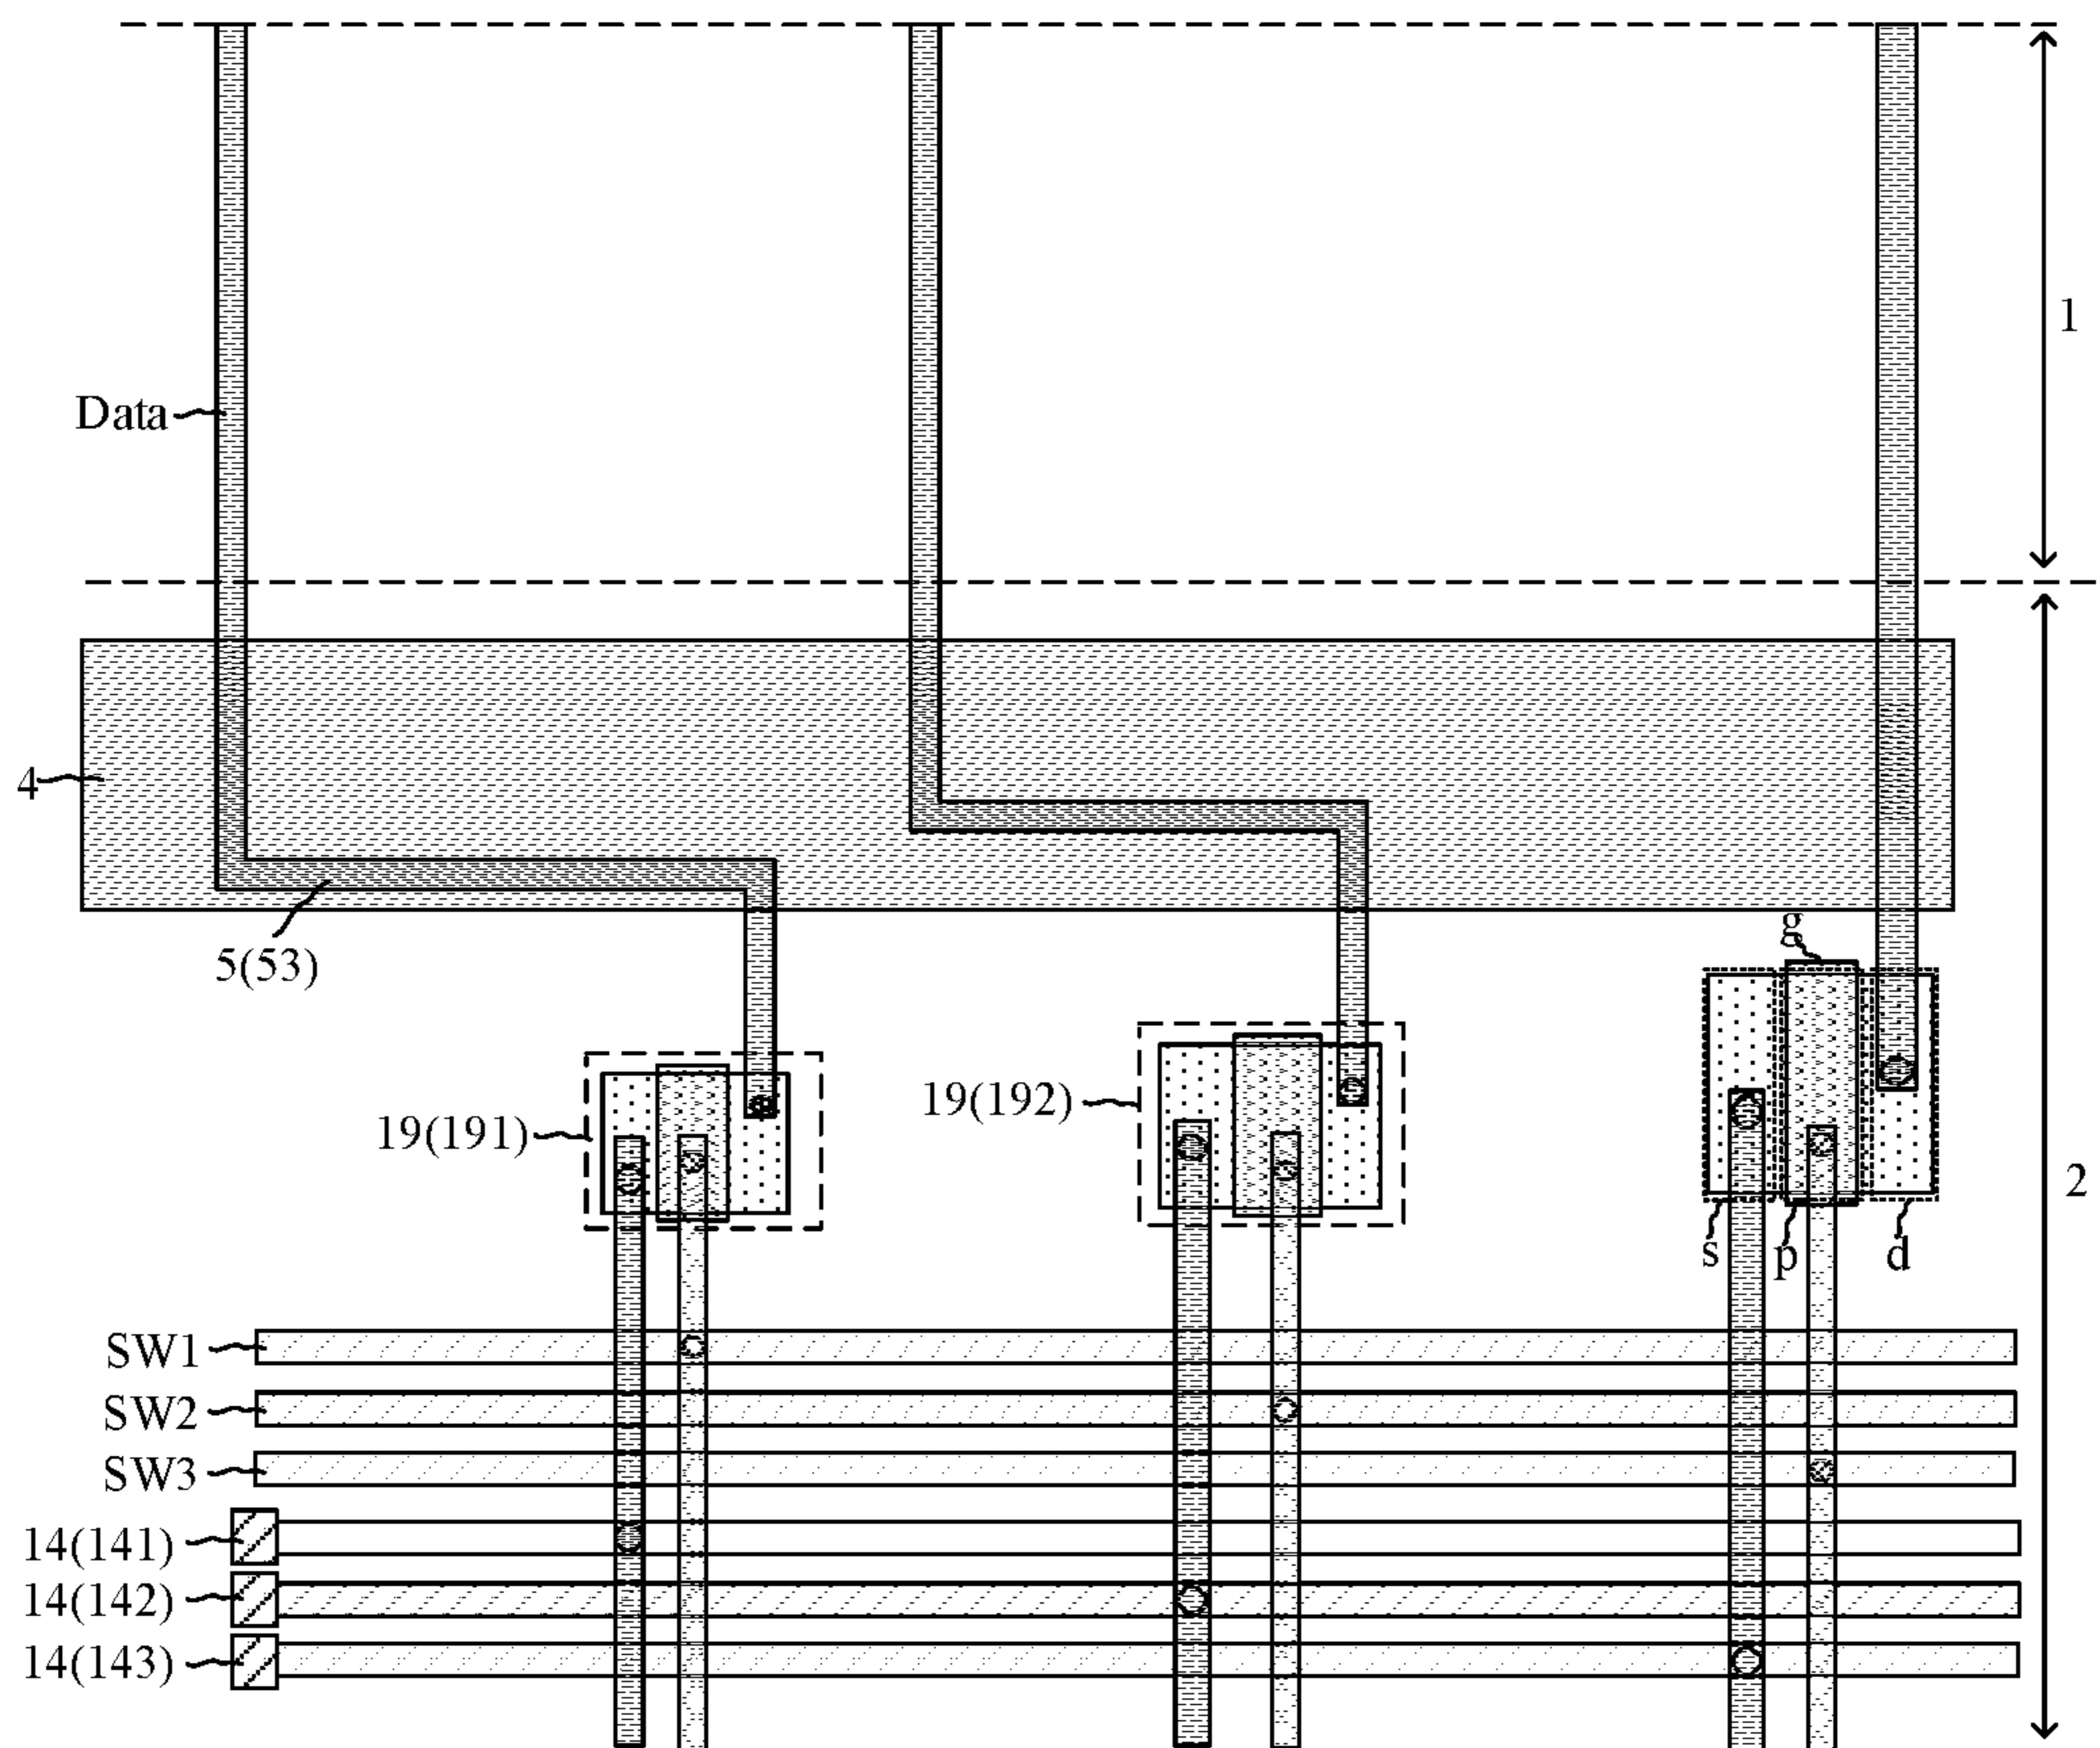 1
Data
4
5(53)
g
19(191)
19(192)
2
s
p
d
SW1
SW2
SW3
14(141)
14(142)
14(143)